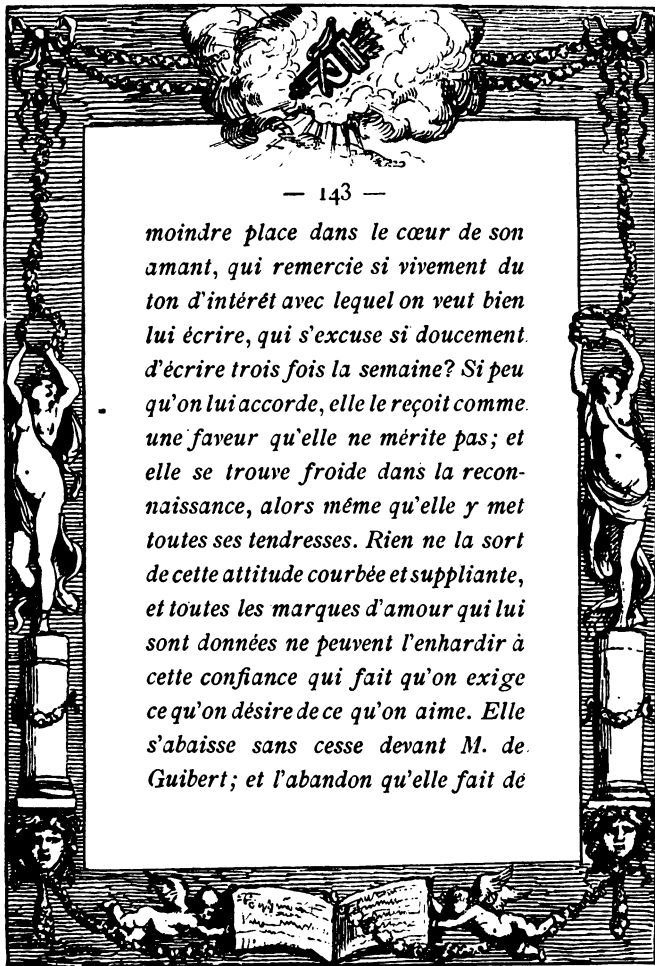 — 143 —
moindre place dans le cœur de son
amant, qui remercie si vivement du
ton d'intérêt avec lequel on veut bien
lui écrire, qui s'excuse si doucement
d'écrire trois fois la semaine? Si peu
qu'on lui accorde, elle le reçoit comme
une faveur qu'elle ne mérite pas; et
elle se trouve froide dans la recon-
naissance, alors même qu'elle y met
toutes ses tendresses. Rien ne la sort
de cette attitude courbée et suppliante,
et toutes les marques d'amour qui lui
sont données ne peuvent l'enhardir à
cette confiance qui fait qu'on exige
ce qu'on désire de ce qu'on aime. Elle
s'abaisse sans cesse devant M. de
Guibert; et l'abandon qu'elle fait dé